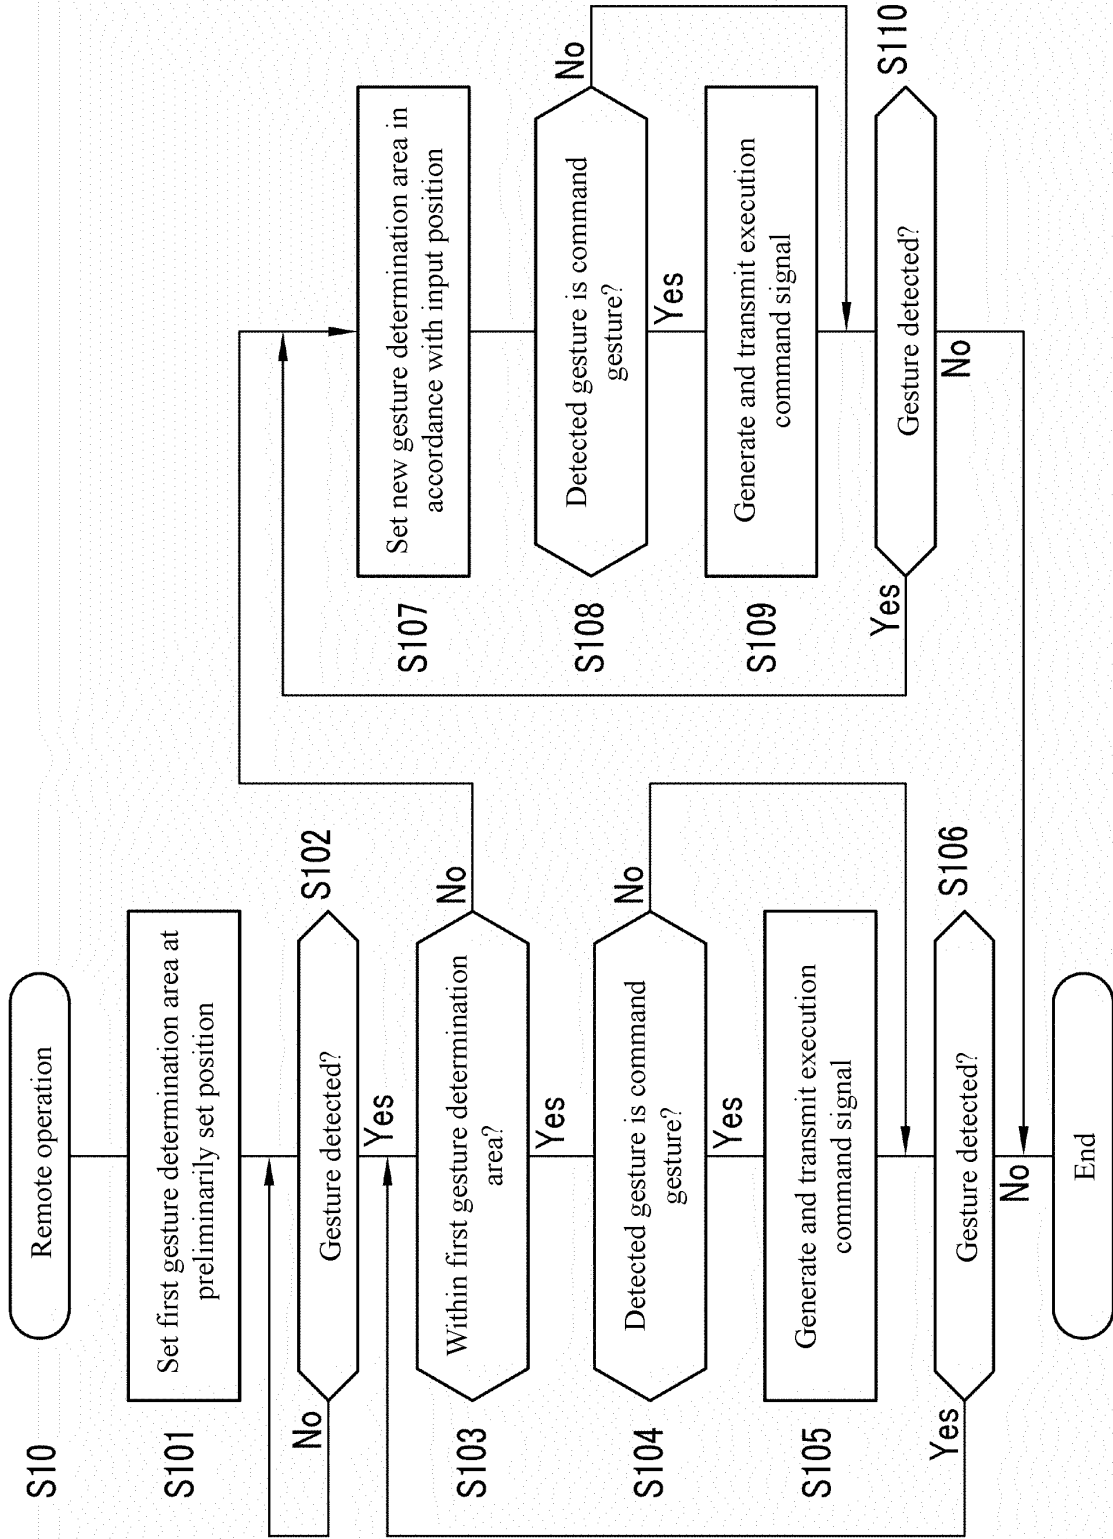 S10
Remote operation
S101
Set first gesture determination area at
preliminarily set position
Gesture detected?
S102
No
Yes
S103
Within first gesture determination
area?
No
Yes
S104
Detected gesture is command
gesture?
No
Yes
S105
Generate and transmit execution
command signal
Gesture detected?
S106
Yes
No
End
S107
Set new gesture determination area in
accordance with input position
S108
Detected gesture is command
gesture?
No
Yes
S109
Generate and transmit execution
command signal
Gesture detected?
S110
Yes
No